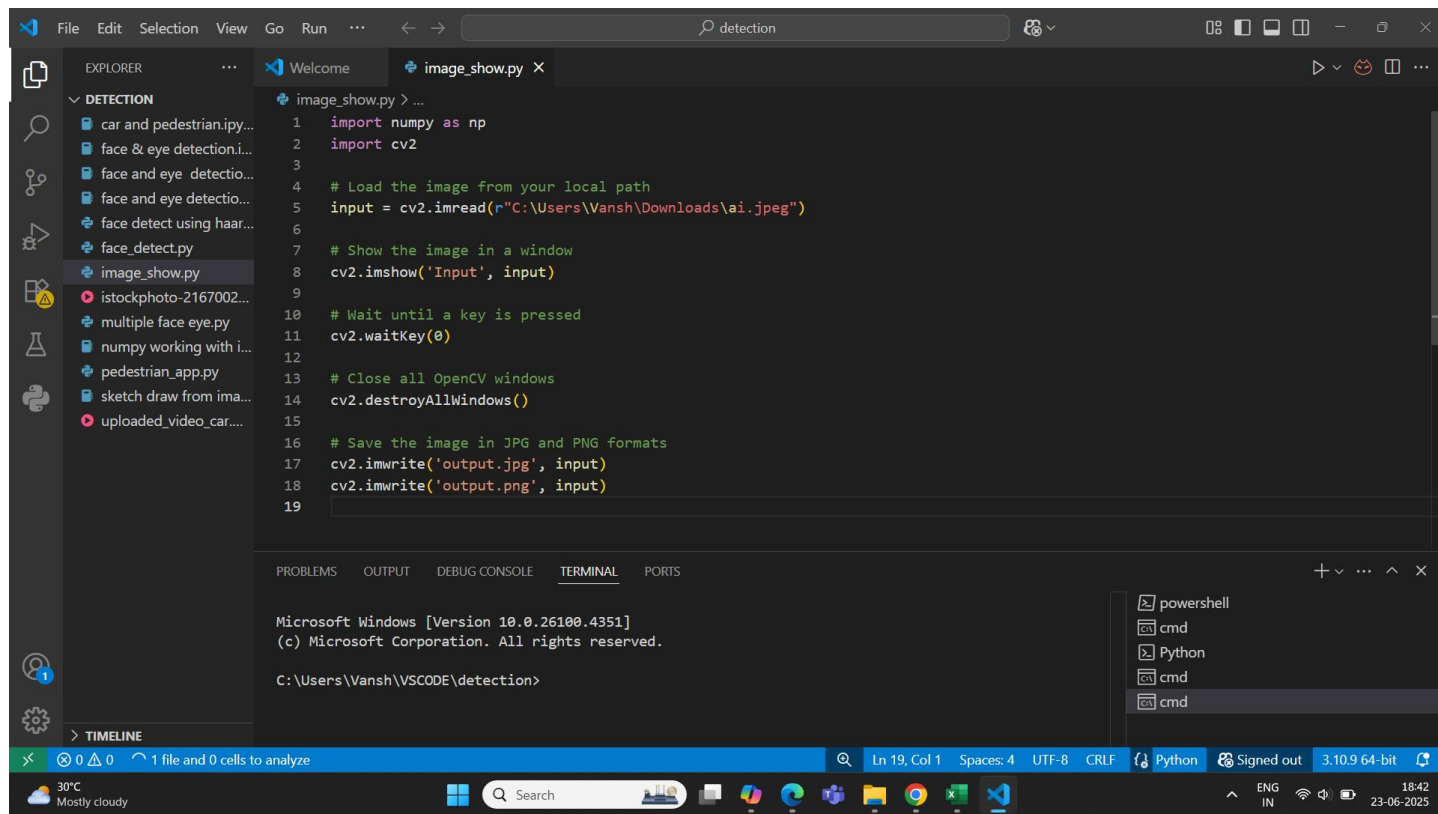 File Edit Selection View Go Run ... detection
EXPLORER ...
Welcome image_show.py
DETECTION
image_show.py > ...
car and pedestrian.ipy...
face & eye detection.i...
face and eye detectio...
face and eye detectio...
face detect using haar...
face_detect.py
image_show.py
istockphoto-2167002...
multiple face eye.py
numpy working with i...
pedestrian_app.py
sketch draw from ima...
uploaded_video_car....
TIMELINE
1 import numpy as np
2 import cv2
3
4 # Load the image from your local path
5 input = cv2.imread(r"C:\Users\Vansh\Downloads\ai.jpeg")
6
7 # Show the image in a window
8 cv2.imshow('Input', input)
9
10 # Wait until a key is pressed
11 cv2.waitKey(0)
12
13 # Close all OpenCV windows
14 cv2.destroyAllWindows()
15
16 # Save the image in JPG and PNG formats
17 cv2.imwrite('output.jpg', input)
18 cv2.imwrite('output.png', input)
19
PROBLEMS OUTPUT DEBUG CONSOLE TERMINAL PORTS
Microsoft Windows [Version 10.0.26100.4351]
(c) Microsoft Corporation. All rights reserved.
C:\Users\Vansh\VSCODE\detection>
powershell
cmd
Python
cmd
cmd
1
0 0 1 file and 0 cells to analyze Ln 19, Col 1 Spaces: 4 UTF-8 CRLF Python Signed out 3.10.9 64-bit
30°C
Mostly cloudy
Search
ENG
IN
18:42
23-06-2025